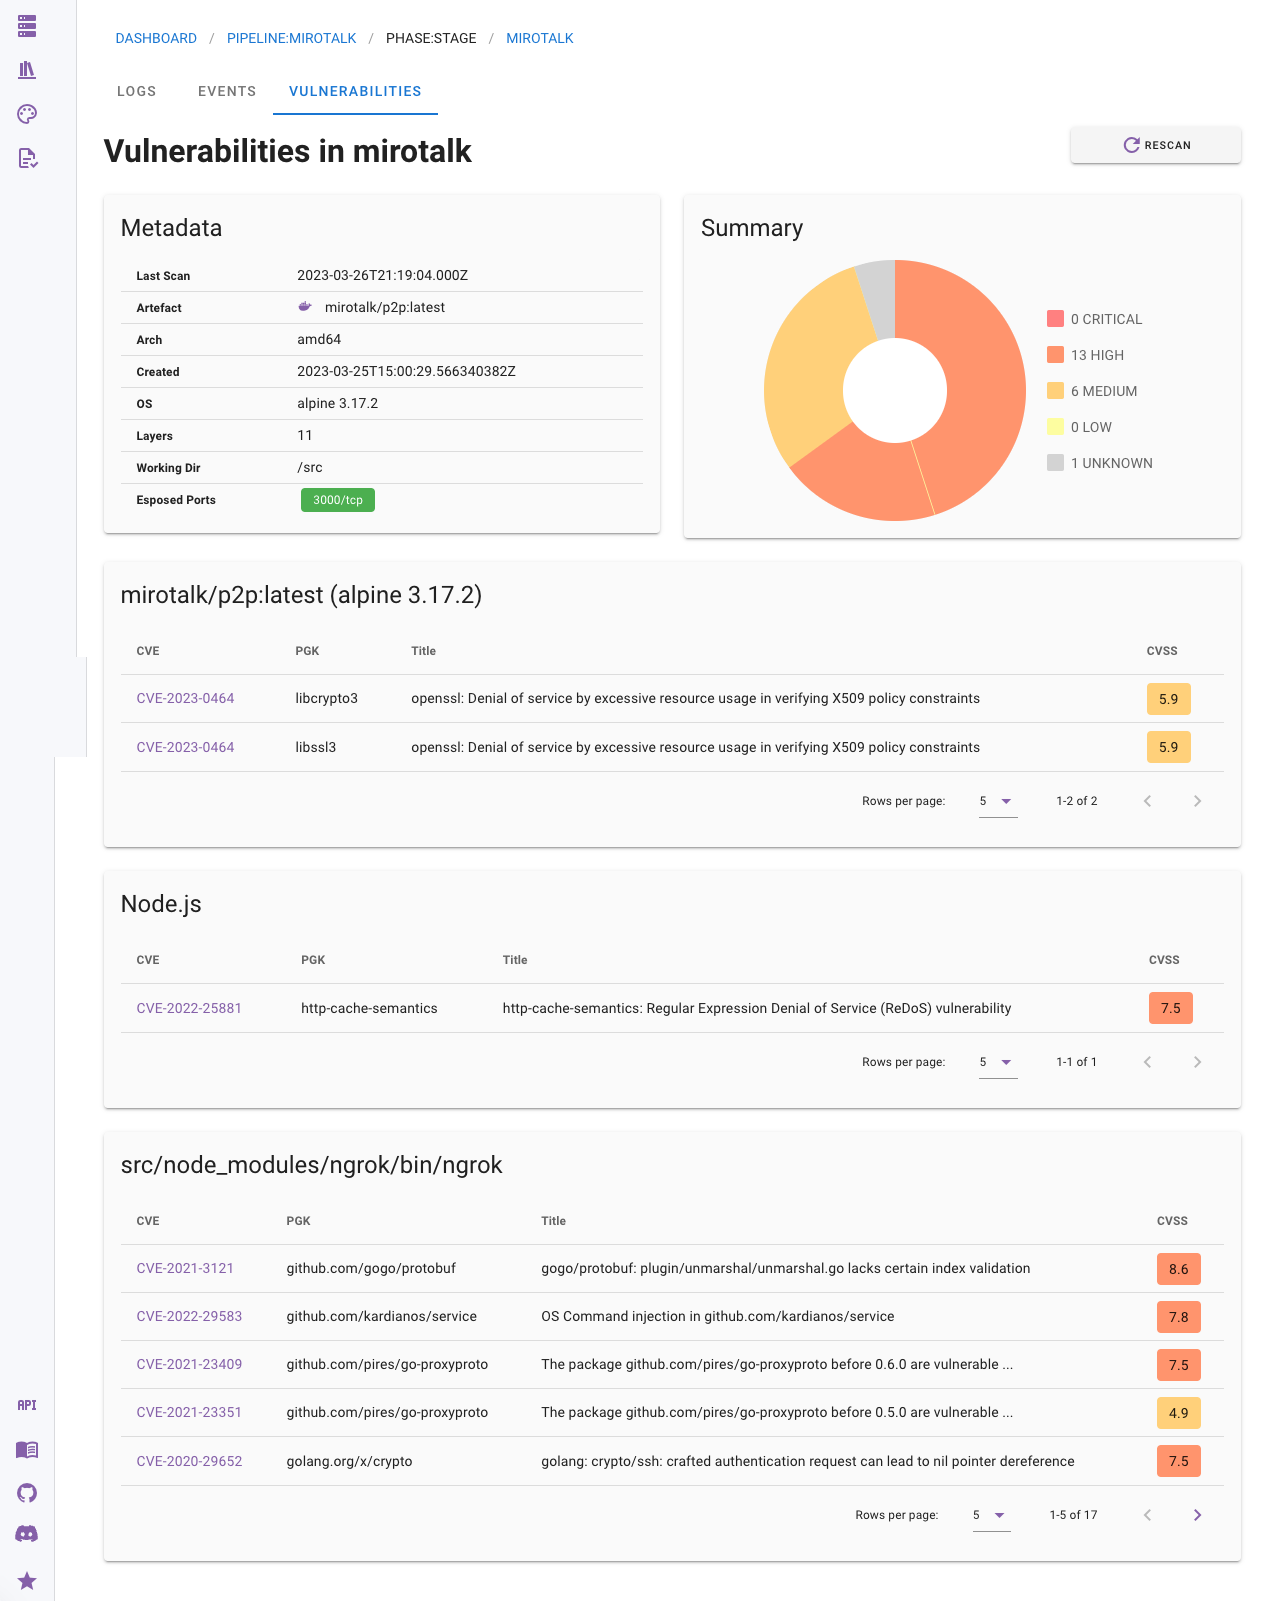 DASHBOARD / PIPELINE:MIROTALK / PHASE:STAGE / MIROTALK
LOGS EVENTS VULNERABILITIES
Vulnerabilities in mirotalk
RESCAN
Metadata
Last Scan 2023-03-26T21:19:04.000Z
Artefact mirotalk/p2p:latest
Arch amd64
Created 2023-03-25T15:00:29.566340382Z
OS alpine 3.17.2
Layers 11
Working Dir /src
Esposed Ports 3000/tcp
Summary
0 CRITICAL
13 HIGH
6 MEDIUM
0 LOW
1 UNKNOWN
mirotalk/p2p:latest (alpine 3.17.2)
CVE PGK Title CVSS
CVE-2023-0464 libcrypto3 openssl: Denial of service by excessive resource usage in verifying X509 policy constraints 5.9
CVE-2023-0464 libssl3 openssl: Denial of service by excessive resource usage in verifying X509 policy constraints 5.9
Rows per page: 5 1-2 of 2
Node.js
CVE PGK Title CVSS
CVE-2022-25881 http-cache-semantics http-cache-semantics: Regular Expression Denial of Service (ReDoS) vulnerability 7.5
Rows per page: 5 1-1 of 1
src/node_modules/ngrok/bin/ngrok
CVE PGK Title CVSS
CVE-2021-3121 github.com/gogo/protobuf gogo/protobuf: plugin/unmarshal/unmarshal.go lacks certain index validation 8.6
CVE-2022-29583 github.com/kardianos/service OS Command injection in github.com/kardianos/service 7.8
CVE-2021-23409 github.com/pires/go-proxyproto The package github.com/pires/go-proxyproto before 0.6.0 are vulnerable ... 7.5
CVE-2021-23351 github.com/pires/go-proxyproto The package github.com/pires/go-proxyproto before 0.5.0 are vulnerable ... 4.9
CVE-2020-29652 golang.org/x/crypto golang: crypto/ssh: crafted authentication request can lead to nil pointer dereference 7.5
Rows per page: 5 1-5 of 17
API